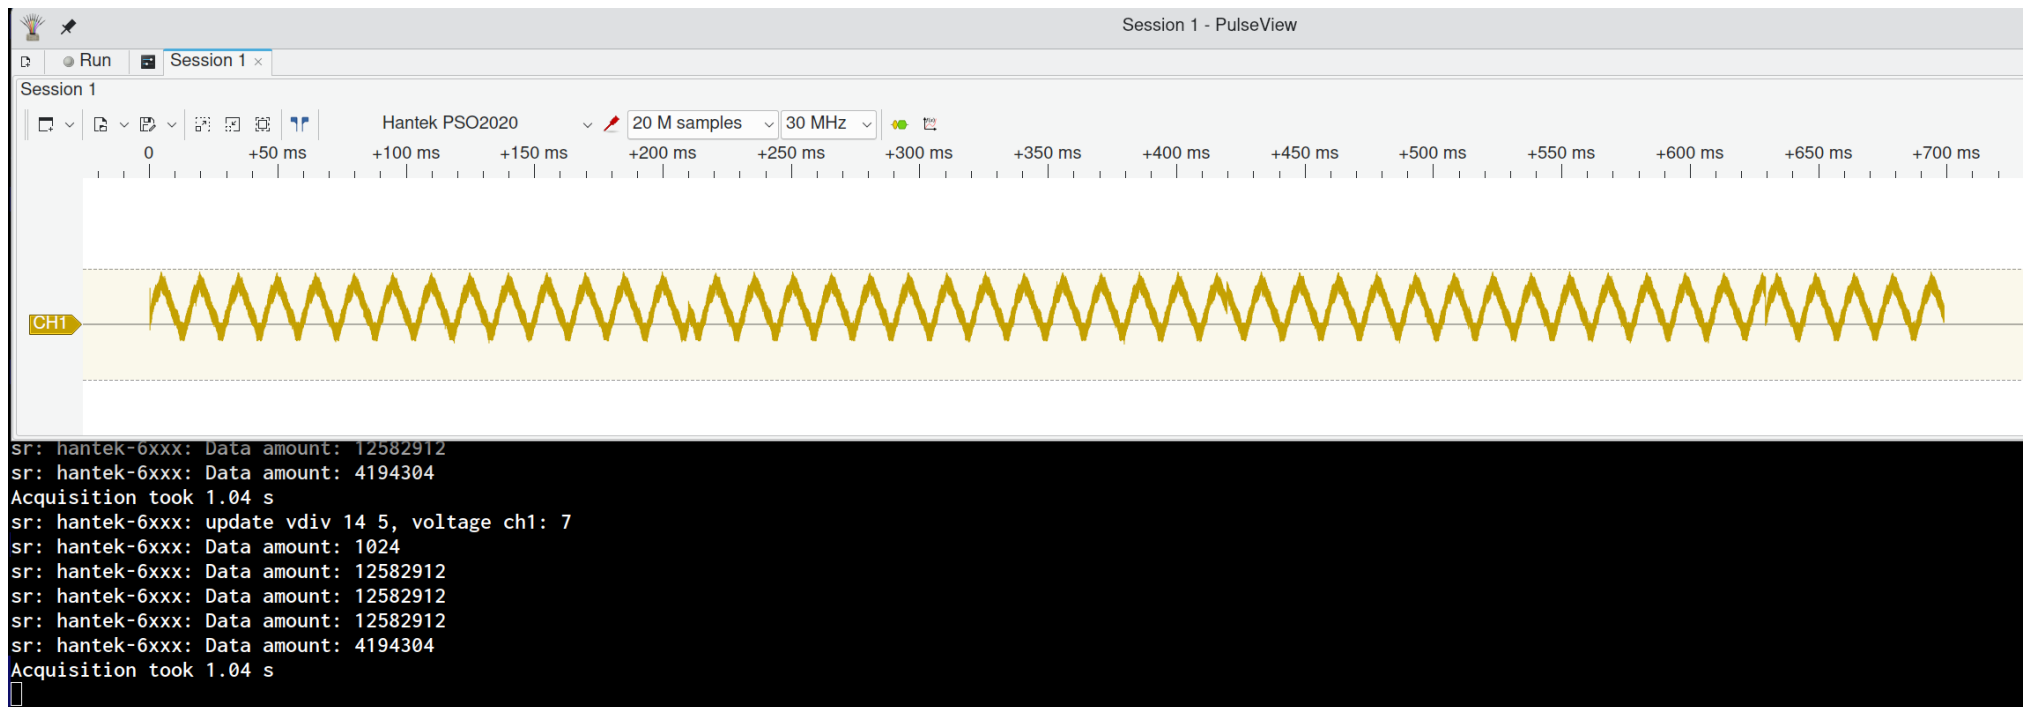 Session 1 - PulseView
Run Session 1 ×
Session 1
Hantek PSO2020 20 M samples 30 MHz
0 +50 ms +100 ms +150 ms +200 ms +250 ms +300 ms +350 ms +400 ms +450 ms +500 ms +550 ms +600 ms +650 ms +700 ms
CH1
sr: hantek-6xxx: Data amount: 12582912
sr: hantek-6xxx: Data amount: 4194304
Acquisition took 1.04 s
sr: hantek-6xxx: update vdiv 14 5, voltage ch1: 7
sr: hantek-6xxx: Data amount: 1024
sr: hantek-6xxx: Data amount: 12582912
sr: hantek-6xxx: Data amount: 12582912
sr: hantek-6xxx: Data amount: 12582912
sr: hantek-6xxx: Data amount: 4194304
Acquisition took 1.04 s